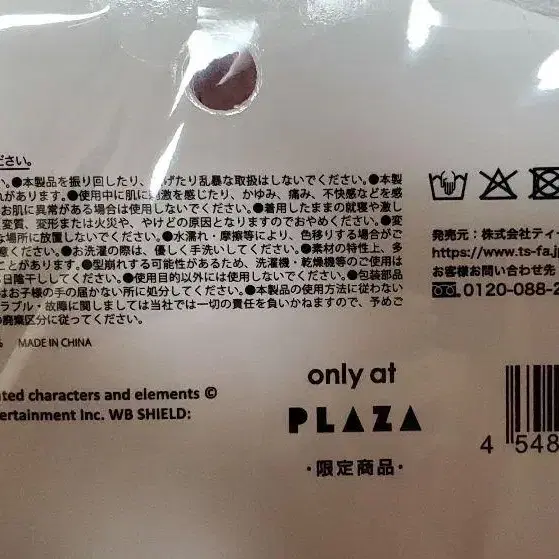 ださい。
い。●本製品を振り回したり、 げたり乱暴な取扱はしないでください。●本製
れがあります。●使用中に肌に刺激を感じたり、かゆみ、痛み、不快感などを感
お肌に異常がある場合は使用しないでください。●着用したままの就寝や激し
変質、変形または火災や、やけどの原因となりますのでおやめください。●変
な場所に放置しないでください。●水濡れ・摩擦等により、色移りする場合がご
意ください。●お洗濯の際は、優しく手洗いしてください。●素材の特性上、多
ことがあります。●型崩れする可能性があるため、洗濯機・乾燥機等のご使用は
に日陰干ししてください。●使用目的以外には使用しないでください。●包装部品
はお子様の手の届かない所に処分してください。●本製品の使用方法に従わない
ラブル・故障に関しましては当社では一切の責任を負いかねますので、予めご
の廃棄区分に従ってください。
% MADE IN CHINA
ated characters and elements ©
ertainment Inc. WB SHIELD:
only at
PLAZA
・限定商品・
発売元：株式会社ティー
https://www.ts-fa.j
お客様お問い合わせ先
0120-088-2
4 548